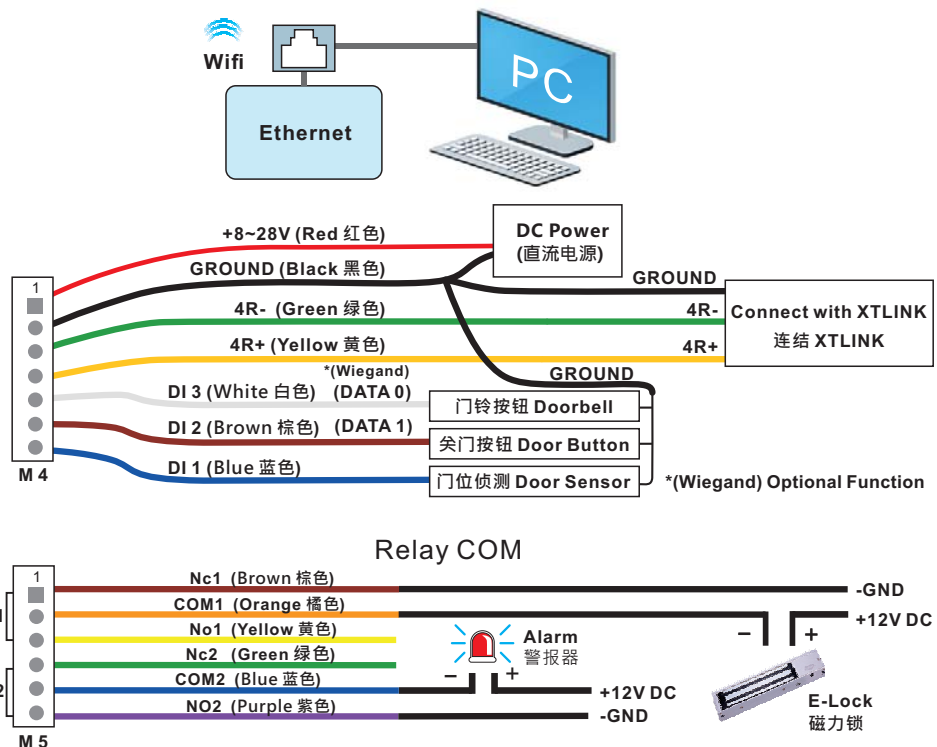 Wifi
PC
Ethernet
DC Power
(直流电源)
+8~28V (Red 红色)
GROUND (Black 黑色)
GROUND
1
4R- (Green 绿色)
4R-
Connect with XTLINK
连结 XTLINK
4R+ (Yellow 黄色)
4R+
*(Wiegand)
GROUND
DI 3 (White 白色) (DATA 0)
门铃按钮 Doorbell
DI 2 (Brown 棕色) (DATA 1)
关门按钮 Door Button
DI 1 (Blue 蓝色)
门位侦测 Door Sensor
*(Wiegand) Optional Function
M 4
Relay COM
1
Nc1 (Brown 棕色)
-GND
COM1 (Orange 橘色)
+12V DC
No1 (Yellow 黄色)
Alarm
警报器
- +
Nc2 (Green 绿色)
COM2 (Blue 蓝色)
- +
+12V DC
NO2 (Purple 紫色)
-GND
E-Lock
磁力锁
M 5